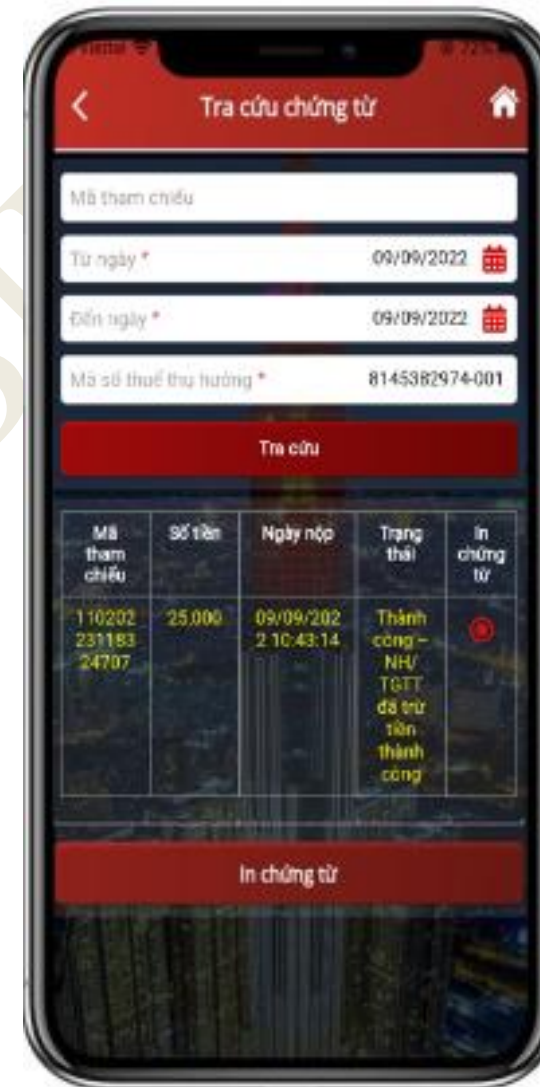 Viettel
72%
Tra cứu chứng từ
Mã tham chiếu
Từ ngày * 09/09/2022
Đến ngày * 09/09/2022
Mã số thuế thụ hưởng * 8145382974-001
Tra cứu
Mã
tham
chiếu
Số tiền
Ngày nộp
Trạng
thái
In
chứng
từ
110202
231183
24707
25,000
09/09/202
2 10:43:14
Thành
công –
NH/
TGTT
đã trừ
tiền
thành
công
In chứng từ